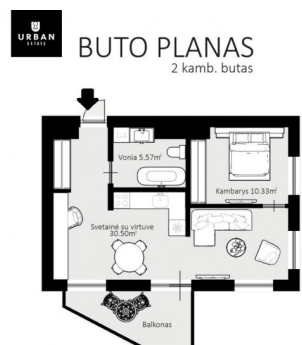 URBAN
ESTATE
BUTO PLANAS
2 kamb. butas
Vonia 5.57m²
Kambarys 10.33m²
Svetainė su virtuve
30.50m²
Balkonas